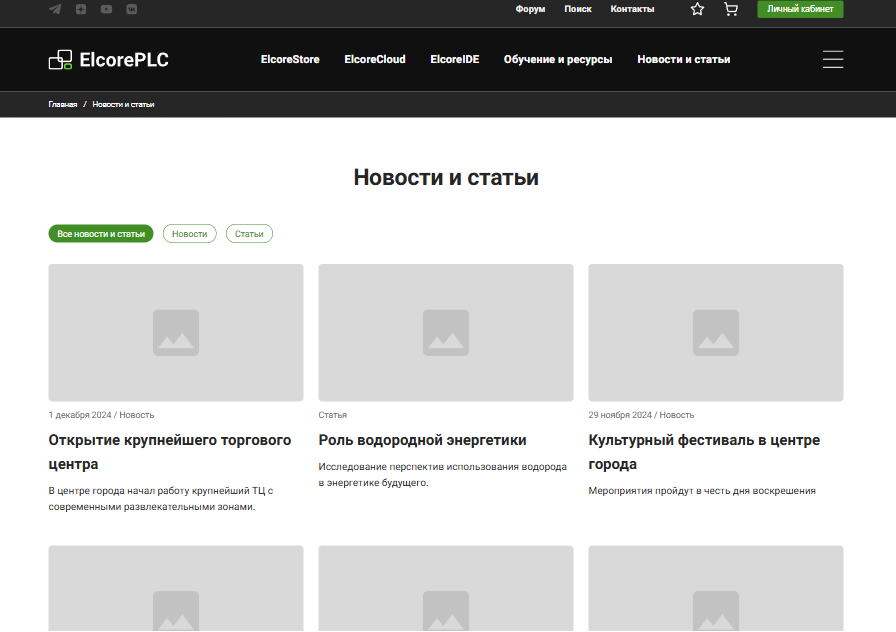 Форум Поиск Контакты Личный кабинет
ElcorePLC ElcoreStore ElcoreCloud ElcoreIDE Обучение и ресурсы Новости и статьи
Главная / Новости и статьи
Новости и статьи
Все новости и статьи Новости Статьи
1 декабря 2024 / Новость
Открытие крупнейшего торгового
центра
В центре города начал работу крупнейший ТЦ с
современными развлекательными зонами.
Статья
Роль водородной энергетики
Исследование перспектив использования водорода
в энергетике будущего.
29 ноября 2024 / Новость
Культурный фестиваль в центре
города
Мероприятия пройдут в честь дня воскрешения